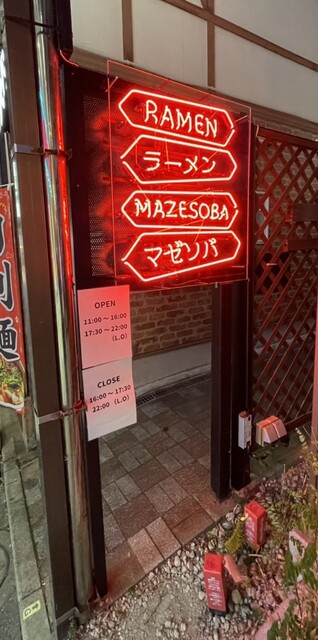 RAMEN
ラーメン
MAZESOBA
マゼソバ
OPEN
11:00～16:00
17:30～22:00
(L.O)
CLOSE
16:00～17:30
22:00 (L.O)
麺